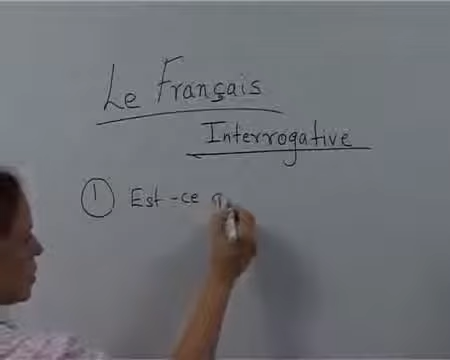 Le Français
Interrogative
① Est-ce q